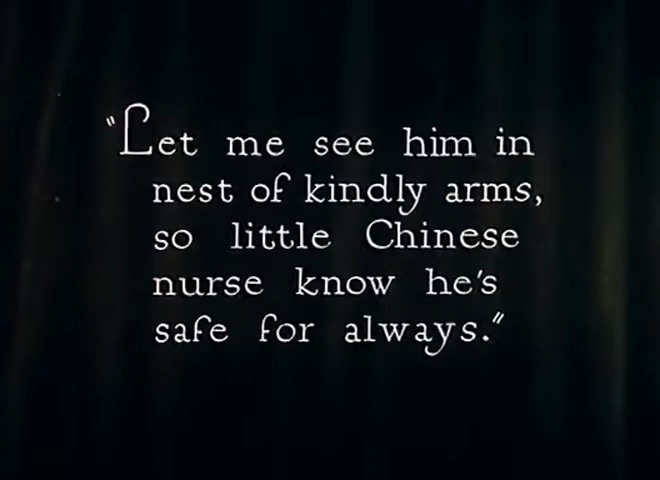 "Let me see him in
nest of kindly arms,
so little Chinese
nurse know he's
safe for always."